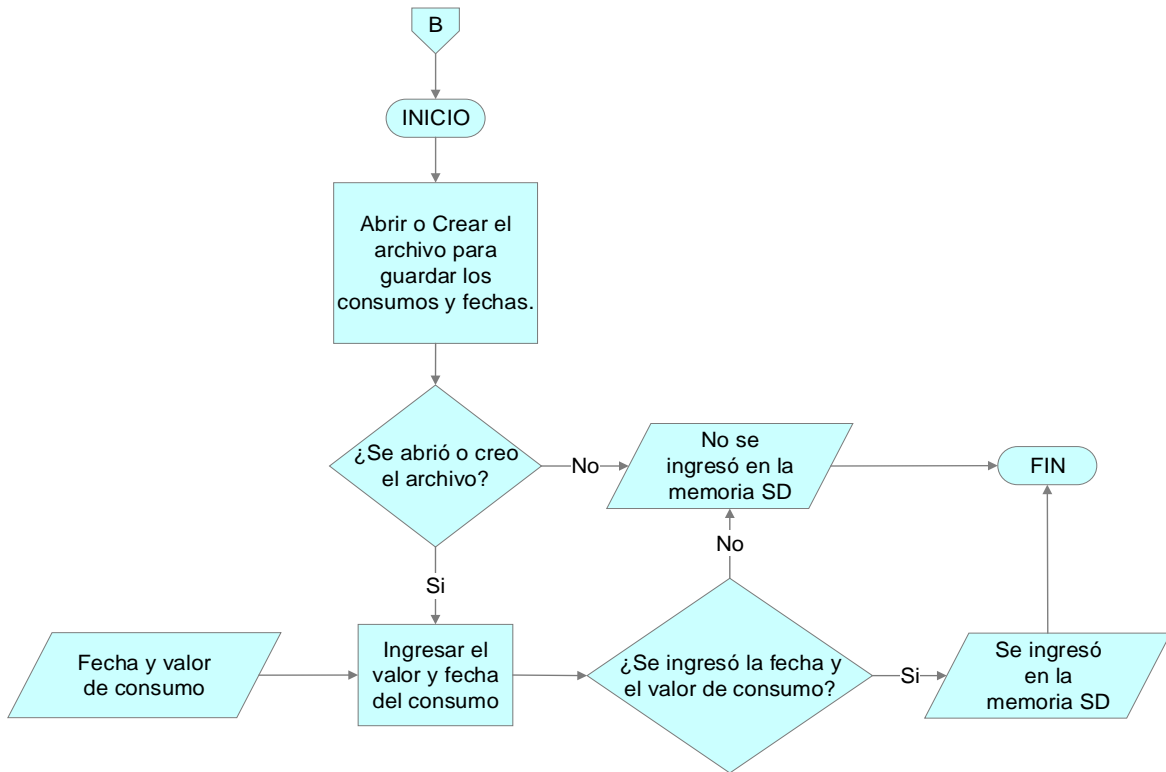 B
INICIO
Abrir o Crear el
archivo para
guardar los
consumos y fechas.
¿Se abrió o creo
el archivo?
No
No se
ingresó en la
memoria SD
FIN
Si
No
Fecha y valor
de consumo
Ingresar el
valor y fecha
del consumo
¿Se ingresó la fecha y
el valor de consumo?
Si
Se ingresó
en la
memoria SD